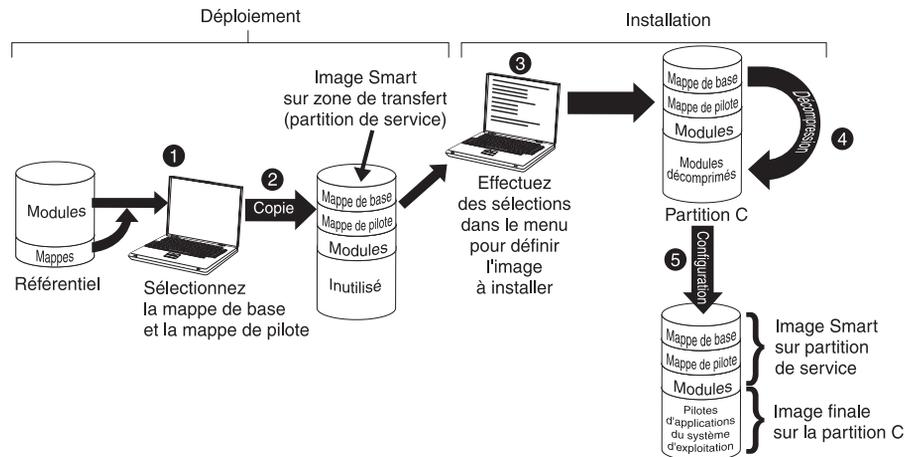 Déploiement
Installation
Image Smart
sur zone de transfert
(partition de service)
1
2
Copie
3
4
Décompression
5
Configuration
Modules
Mappes
Référentiel
Sélectionnez
la mappe de base
et la mappe de pilote
Mappe de base
Mappe de pilote
Modules
Inutilisé
Effectuez
des sélections
dans le menu
pour définir
l'image
à installer
Mappe de base
Mappe de pilote
Modules
Modules
décomprimés
Partition C
Mappe de base
Mappe de pilote
Modules
Pilotes
d'applications
du système
d'exploitation
Image Smart
sur partition
de service
Image finale
sur la partition C